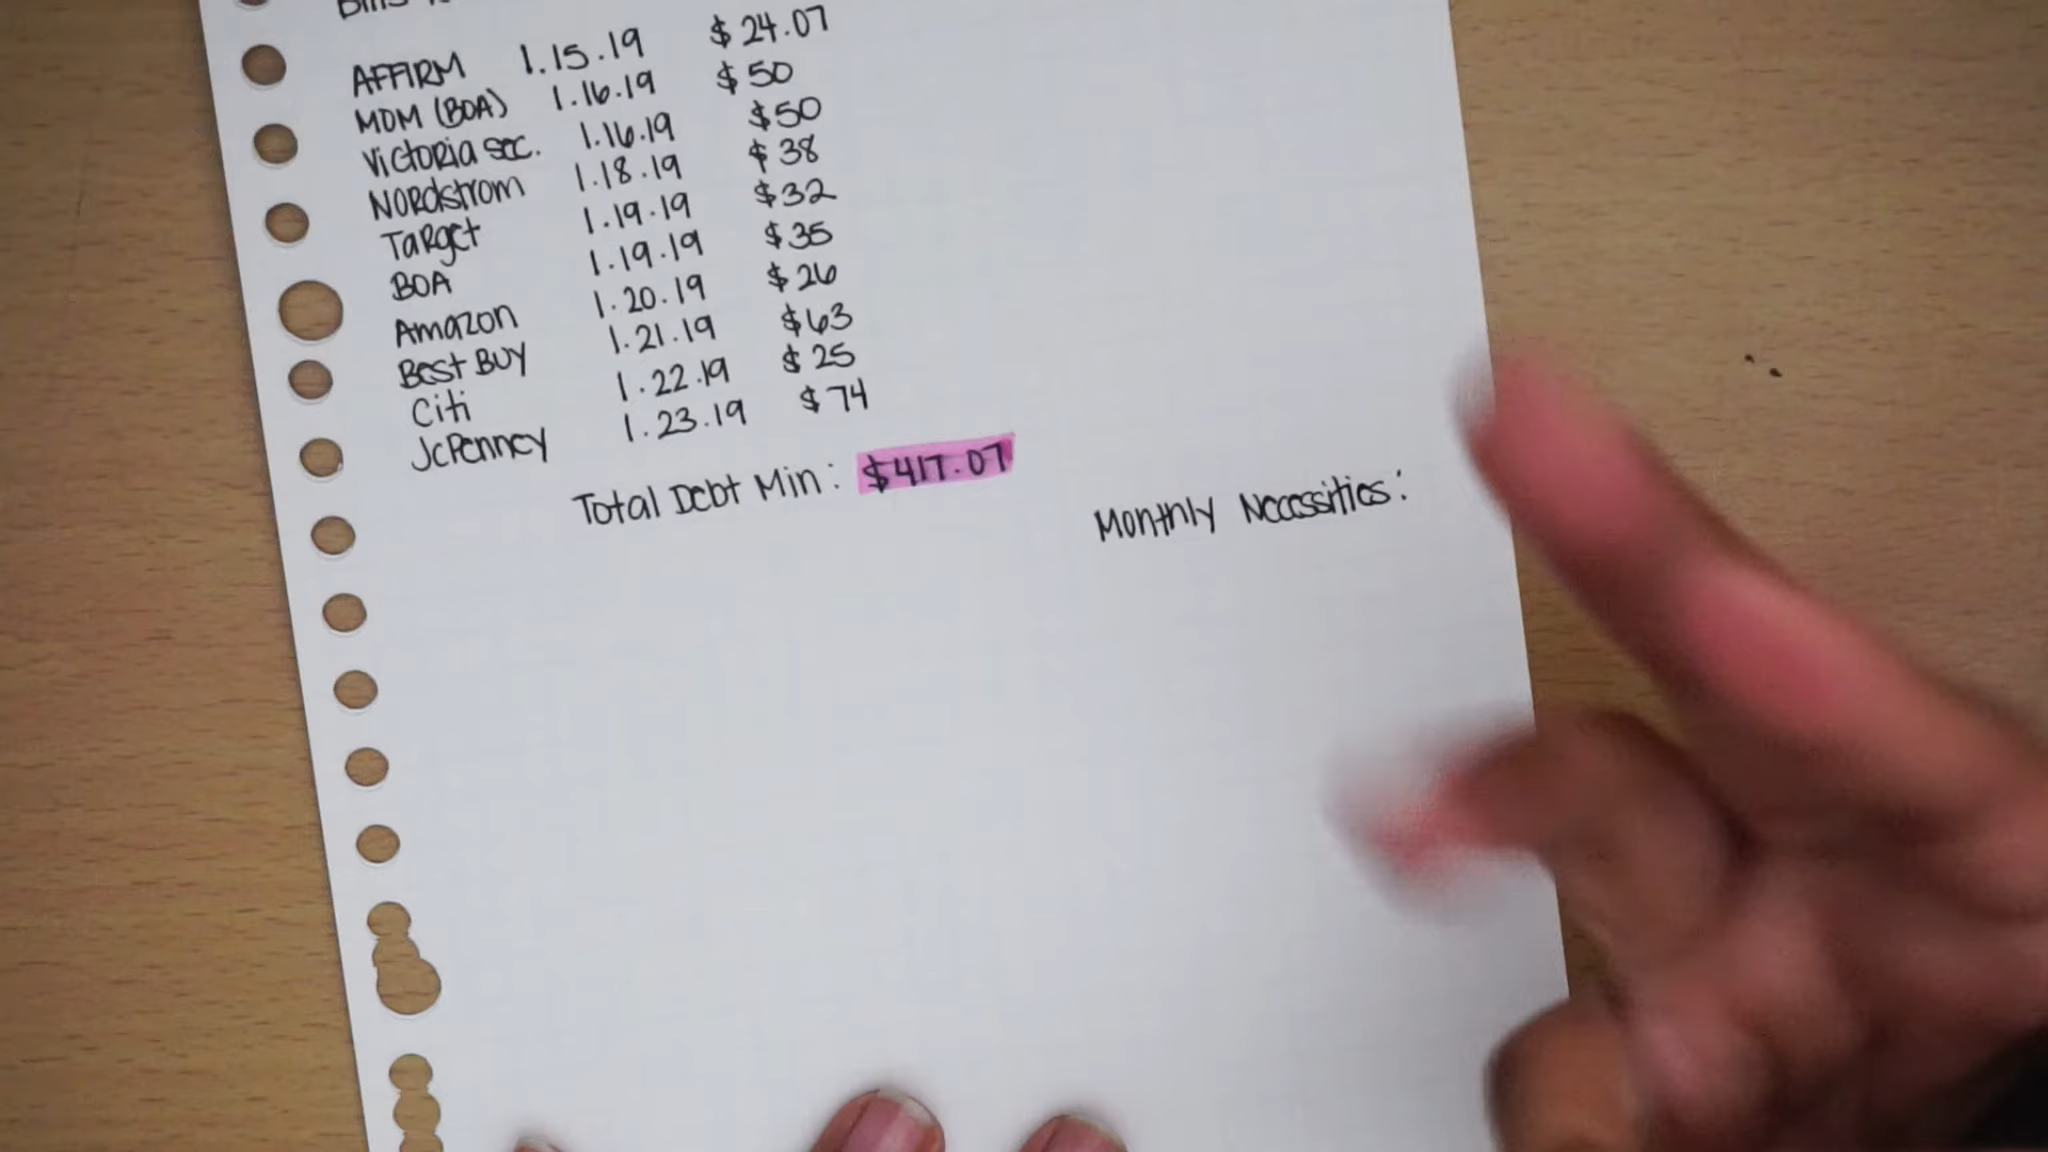 Bills
AFFIRM 1.15.19 $24.07
MOM (BOA) 1.16.19 $50
Victoria Sec. 1.16.19 $50
Nordstrom 1.18.19 $38
Target 1.19.19 $32
BOA 1.19.19 $35
Amazon 1.20.19 $26
Best Buy 1.21.19 $63
Citi 1.22.19 $25
JcPenney 1.23.19 $74
Total Debt Min: $417.07
Monthly Necessities: